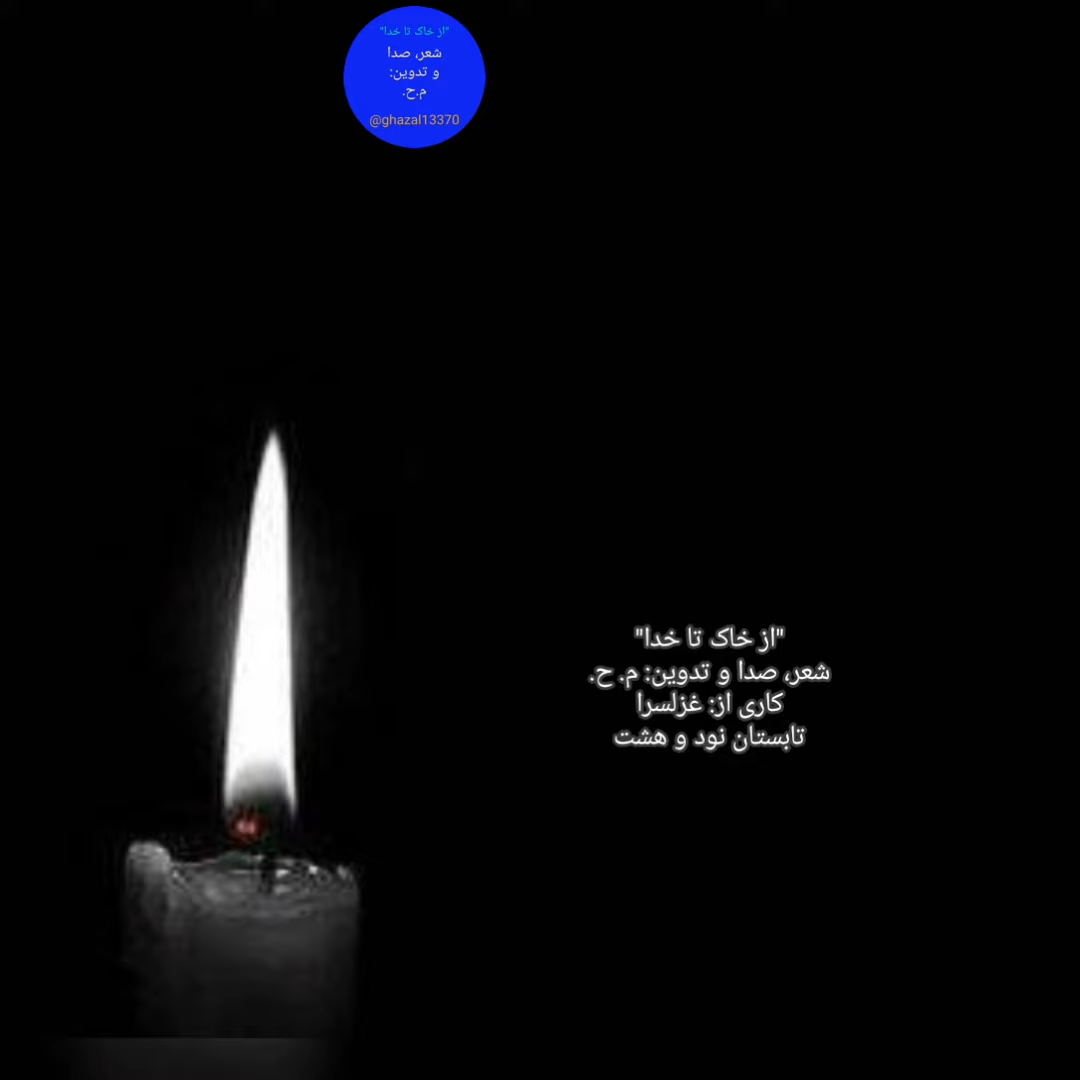 "از خاک تا خدا"
شعر، صدا
و تدوین:
م.ح.
@ghazal13370
"از خاک تا خدا"
شعر، صدا و تدوین: م. ح.
کاری از: غزلسرا
تابستان نود و هشت